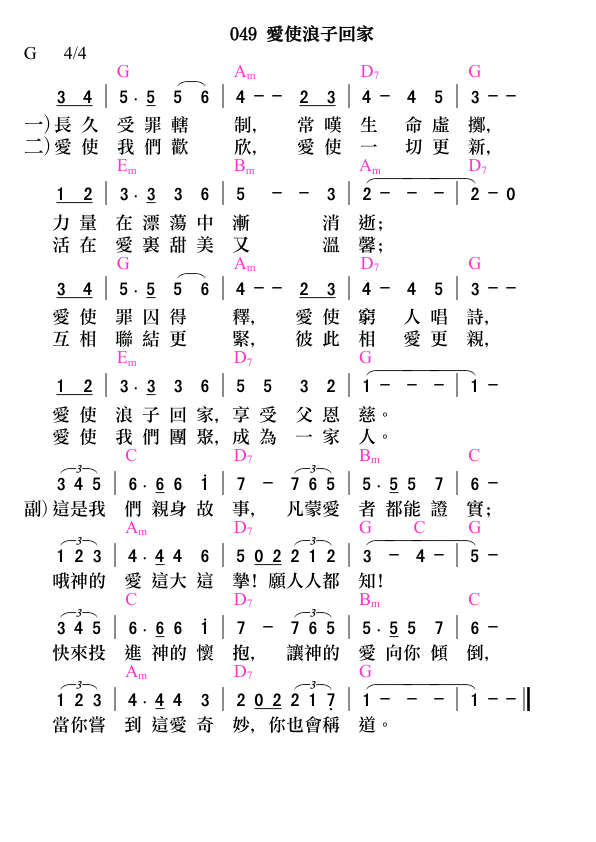 049 愛使浪子回家
G 4/4
G Am D7 G
3 4 | 5 · 5 5 6 | 4 - - 2 3 | 4 - 4 5 | 3 - -
一) 長久受罪轄制, 常嘆生命虛擲,
二) 愛使我們歡欣, 愛使一切更新,
Em Bm Am D7
1 2 | 3 · 3 3 6 | 5 - - 3 | 2 - - - | 2 - 0
力量在漂蕩中漸消逝;
活在愛裏甜美又溫馨;
G Am D7 G
3 4 | 5 · 5 5 6 | 4 - - 2 3 | 4 - 4 5 | 3 - -
愛使罪囚得釋, 愛使窮人唱詩,
互相聯結更緊, 彼此相愛更親,
Em D7 G
1 2 | 3 · 3 3 6 | 5 5 3 2 | 1 - - - | 1 -
愛使浪子回家, 享受父恩慈。
愛使我們團聚, 成為一家人。
C D7 Bm C
3 3 4 5 | 6 · 6 6 i | 7 - 3 7 6 5 | 5 · 5 5 7 | 6 -
副) 這是我們親身故事, 凡蒙愛者都能證實;
Am D7 G C G
3 1 2 3 | 4 · 4 4 6 | 5 0 2 3 2 1 2 | 3 - 4 - | 5 -
哦神的愛這大這摯! 願人人都知!
C D7 Bm C
3 3 4 5 | 6 · 6 6 i | 7 - 3 7 6 5 | 5 · 5 5 7 | 6 -
快來投進神的懷抱, 讓神的愛向你傾倒,
Am D7 G
3 1 2 3 | 4 · 4 4 3 | 2 0 2 3 2 1 7 | 1 - - - | 1 - -
當你嘗到這愛奇妙, 你也會稱道。